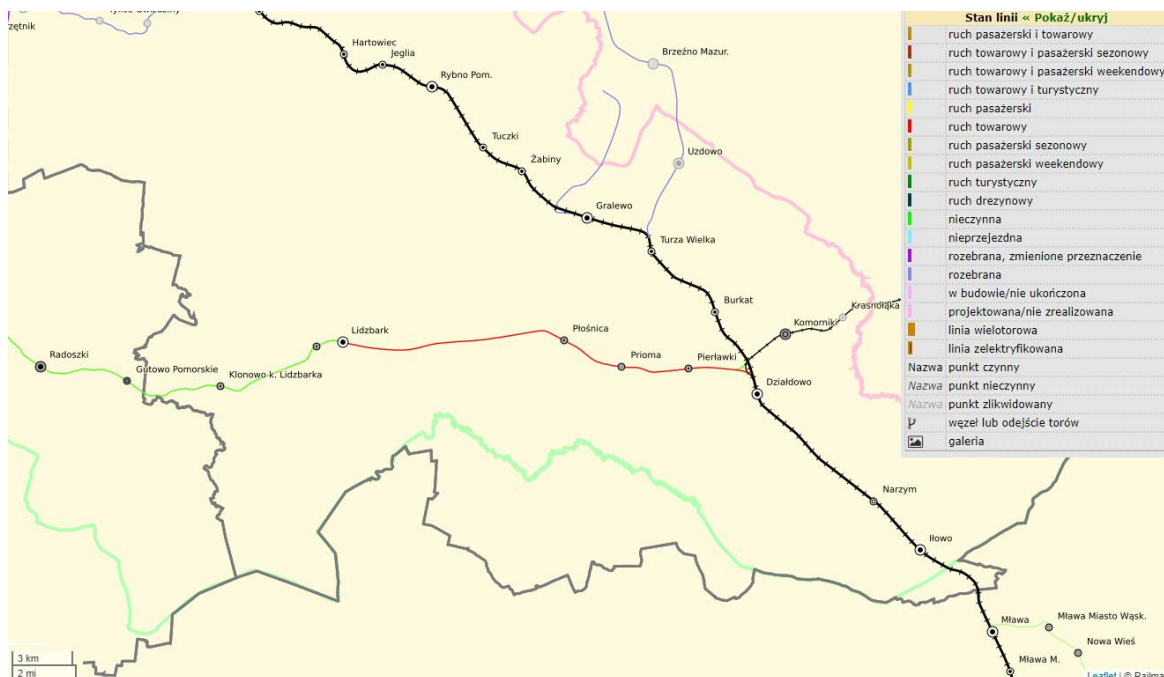 rzętnik
Hartowiec
Jeglia
Rybno Pom.
Brzeźno Mazur.
Tuczki
Żabiny
Uzdowo
Gralewo
Turza Wielka
Burkat
Krasnołąka
Komorniki
Lidzbark
Płośnica
Radoszki
Gutowo Pomorskie
Klonowo k. Lidzbarka
Prioma
Pierławki
Działdowo
Narzym
Iłowo
Mława
Mława Miasto Wąsk.
Nowa Wieś
Mława M.
3 km
2 mi
Stan linii « Pokaż/ukryj
ruch pasażerski i towarowy
ruch towarowy i pasażerski sezonowy
ruch towarowy i pasażerski weekendowy
ruch towarowy i turystyczny
ruch pasażerski
ruch towarowy
ruch pasażerski sezonowy
ruch pasażerski weekendowy
ruch turystyczny
ruch drezynowy
nieczynna
nieprzejezdna
rozebrana, zmienione przeznaczenie
rozebrana
w budowie/nie ukończona
projektowana/nie zrealizowana
linia wielotorowa
linia zelektryfikowana
Nazwa punkt czynny
Nazwa punkt nieczynny
Nazwa punkt zlikwidowany
węzeł lub odejście torów
galeria
Leaflet | © Railma